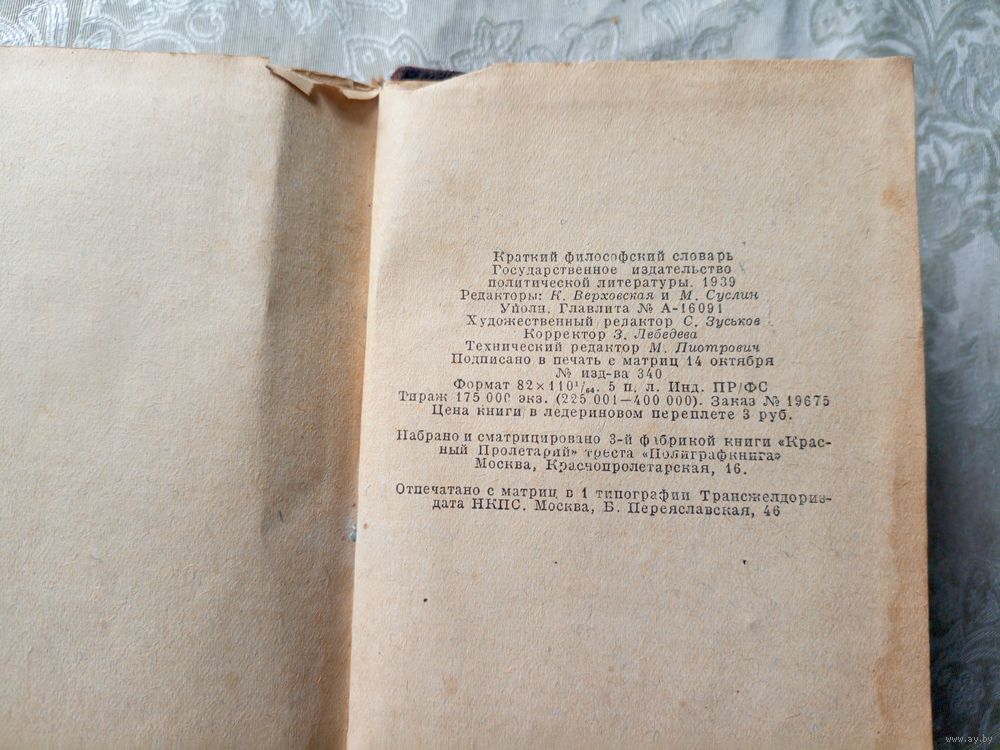 Краткий философский словарь
Государственное издательство
политической литературы. 1939
Редакторы: К. Верховская и М. Суслин
Уполн. Главлита № А-16091
Художественный редактор С. Зуськов
Корректор З. Лебедева
Технический редактор М. Пиотрович
Подписано в печать с матриц 14 октября
№ изд-ва 340
Формат 82×110¹/₆₄. 5 п. л. Инд. ПР/ФС
Тираж 175 000 экз. (225 001—400 000). Заказ № 19675
Цена книги в ледериновом переплете 3 руб.
Набрано и сматрицировано 3-й фабрикой книги «Крас-
ный Пролетарий» треста «Полиграфкнига»
Москва, Краснопролетарская, 16.
Отпечатано с матриц в 1 типографии Трансжелдориз-
дата НКПС. Москва, Б. Переяславская, 46
www.ay.by